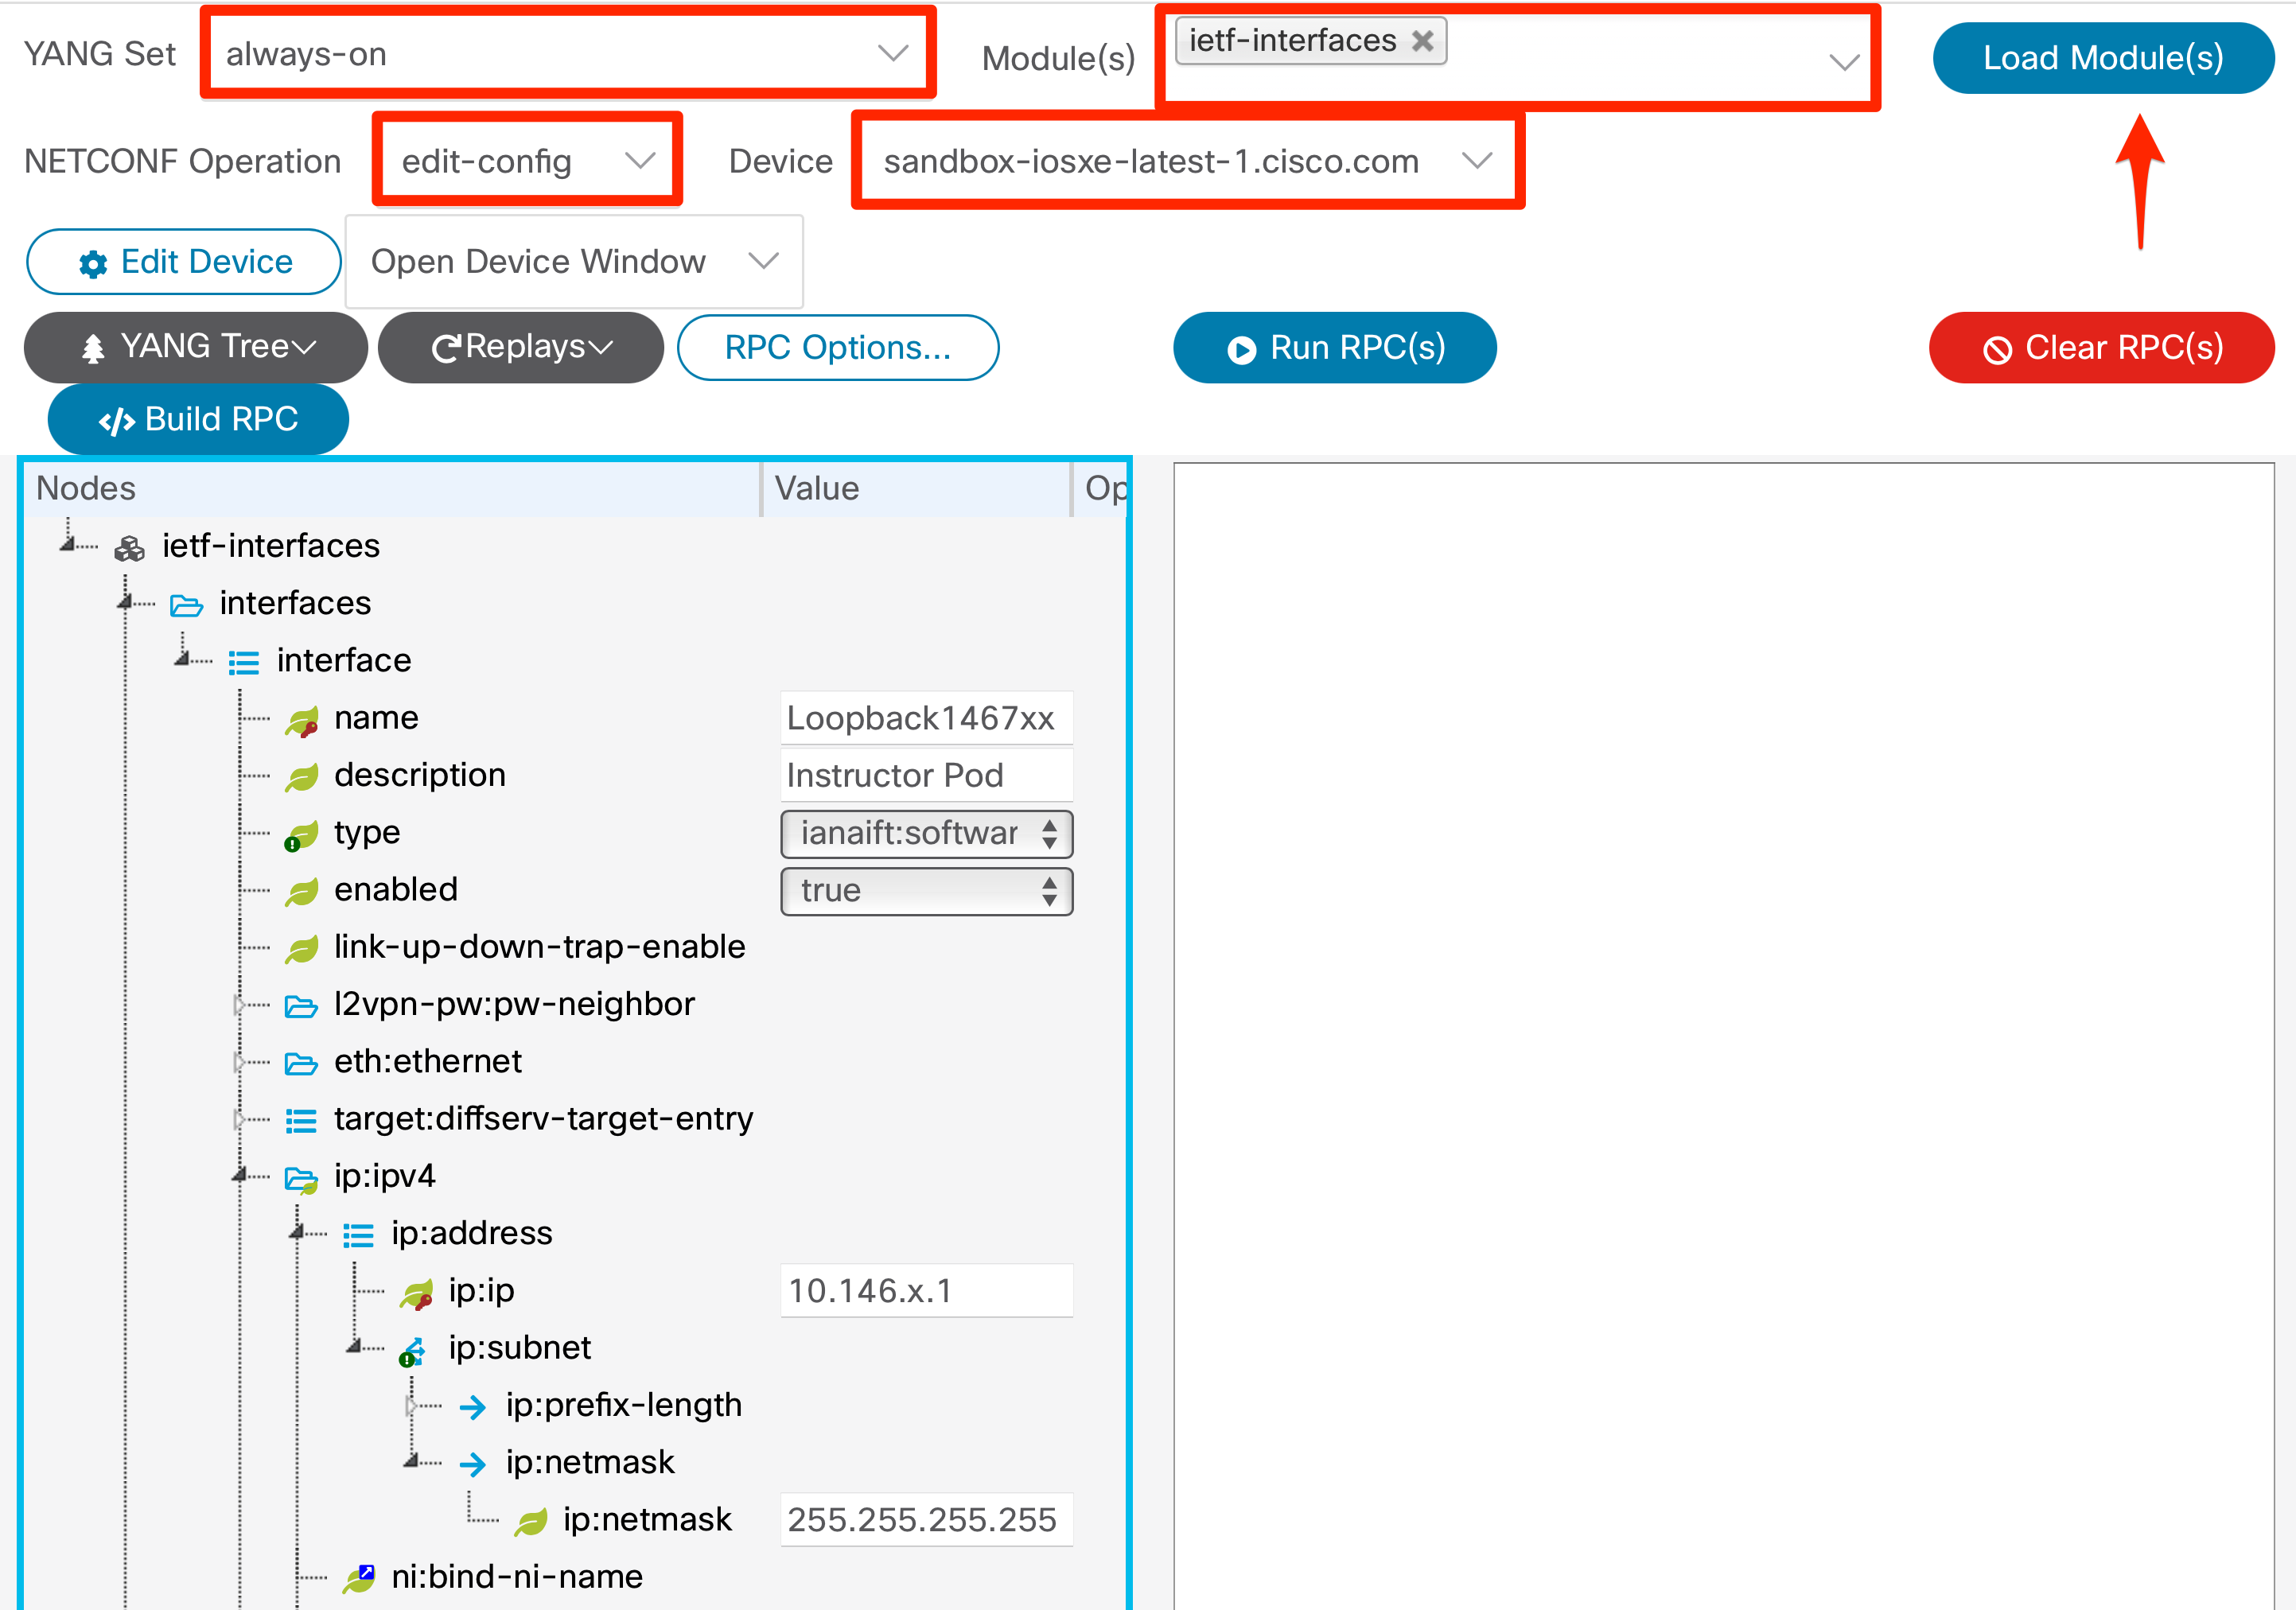 YANG Set always-on Module(s) ietf-interfaces Load Module(s)
NETCONF Operation edit-config Device sandbox-iosxe-latest-1.cisco.com
Edit Device Open Device Window
YANG Tree Replays RPC Options... Run RPC(s) Clear RPC(s)
Build RPC
Nodes Value Op
ietf-interfaces
interfaces
interface
name Loopback1467xx
description Instructor Pod
type ianaift:softwar
enabled true
link-up-down-trap-enable
l2vpn-pw:pw-neighbor
eth:ethernet
target:diffserv-target-entry
ip:ipv4
ip:address
ip:ip 10.146.x.1
ip:subnet
ip:prefix-length
ip:netmask
ip:netmask 255.255.255.255
ni:bind-ni-name